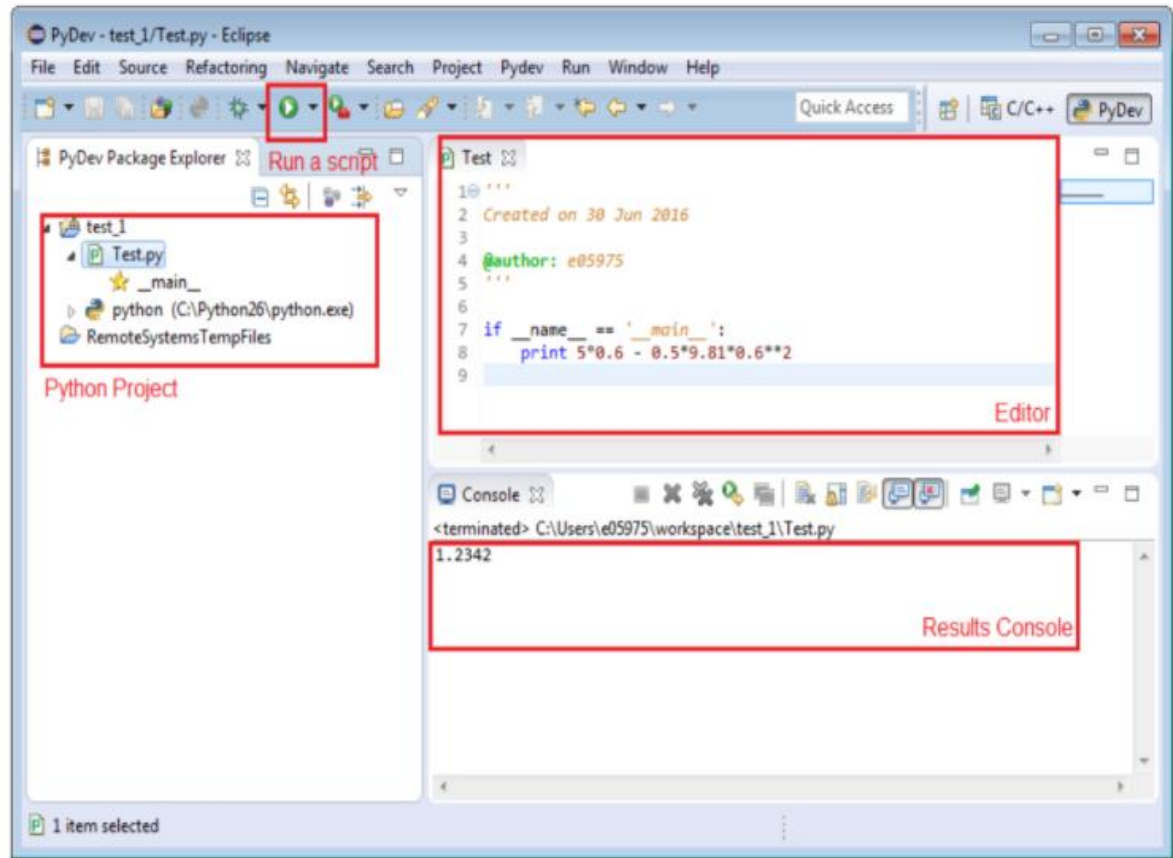 PyDev - test_1/Test.py - Eclipse
File Edit Source Refactoring Navigate Search Project Pydev Run Window Help
Quick Access C/C++ PyDev
PyDev Package Explorer
Run a script
test_1
Test.py
__main__
python (C:\Python26\python.exe)
RemoteSystemsTempFiles
Python Project
Test
1 '''
2 Created on 30 Jun 2016
3
4 @author: e05975
5 '''
6
7 if __name__ == '__main__':
8 print 5*0.6 - 0.5*9.81*0.6**2
9
Editor
Console
<terminated> C:\Users\e05975\workspace\test_1\Test.py
1.2342
Results Console
1 item selected